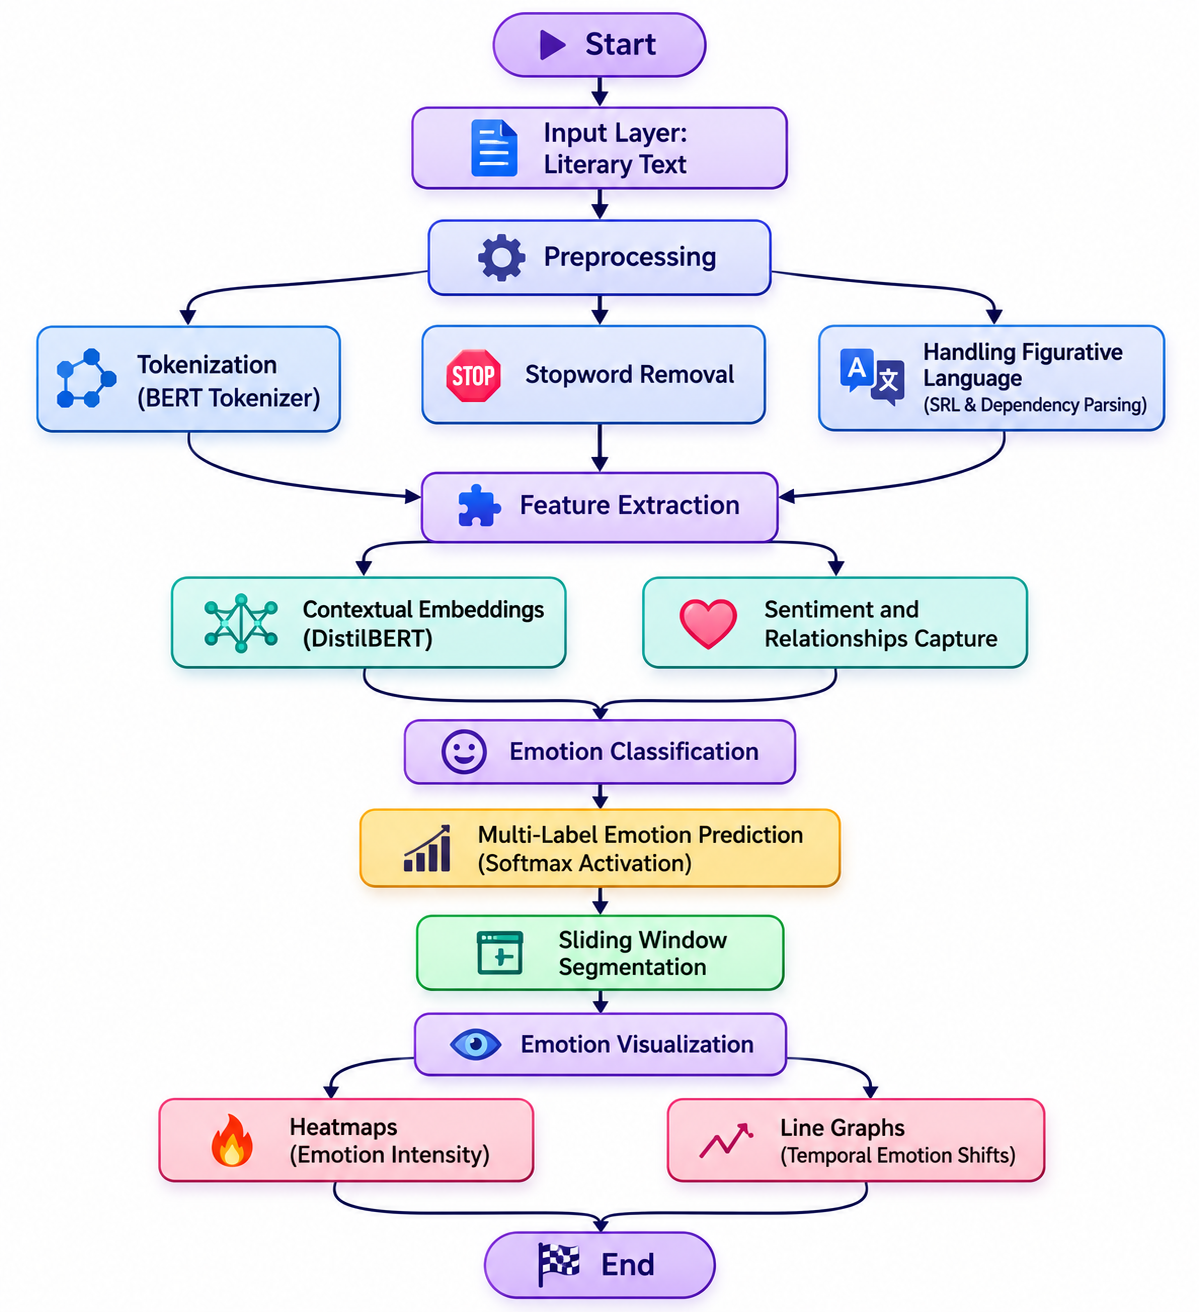 Start
Input Layer:
Literary Text
Preprocessing
Tokenization
(BERT Tokenizer)
STOP
Stopword Removal
A
文
Handling Figurative
Language
(SRL & Dependency Parsing)
Feature Extraction
Contextual Embeddings
(DistilBERT)
Sentiment and
Relationships Capture
Emotion Classification
Multi-Label Emotion Prediction
(Softmax Activation)
Sliding Window
Segmentation
Emotion Visualization
Heatmaps
(Emotion Intensity)
Line Graphs
(Temporal Emotion Shifts)
End